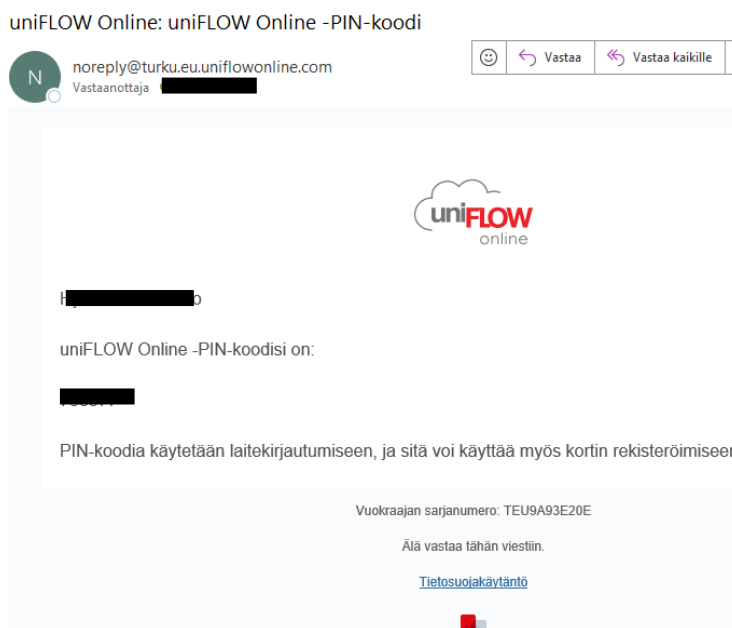 uniFLOW Online: uniFLOW Online -PIN-koodi
N
noreply@turku.eu.uniflowonline.com
Vastaanottaja
Vastaa
Vastaa kaikille
uniFLOW
online
uniFLOW Online -PIN-koodisi on:
PIN-koodia käytetään laitekirjautumiseen, ja sitä voi käyttää myös kortin rekisteröimiseen
Vuokraajan sarjanumero: TEU9A93E20E
Älä vastaa tähän viestiin.
Tietosuojakäytäntö